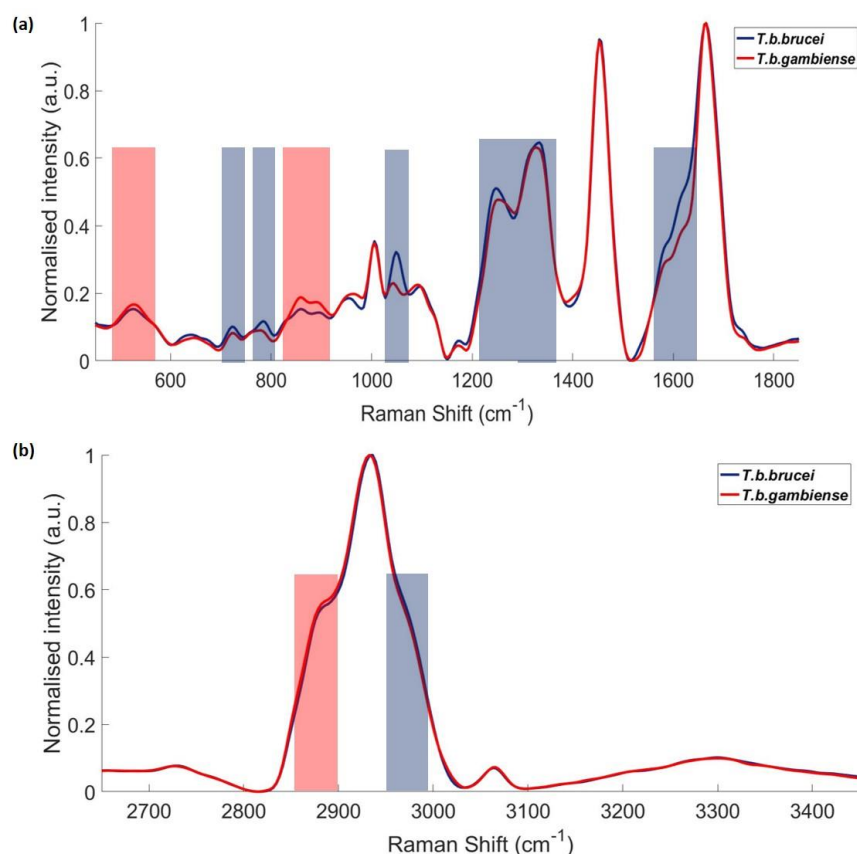 (a)
Normalised intensity (a.u.)
1
0.8
0.6
0.4
0.2
0
T.b.brucei
T.b.gambiense
600 800 1000 1200 1400 1600 1800
Raman Shift (cm⁻¹)
(b)
Normalised intensity (a.u.)
1
0.8
0.6
0.4
0.2
0
T.b.brucei
T.b.gambiense
2700 2800 2900 3000 3100 3200 3300 3400
Raman Shift (cm⁻¹)